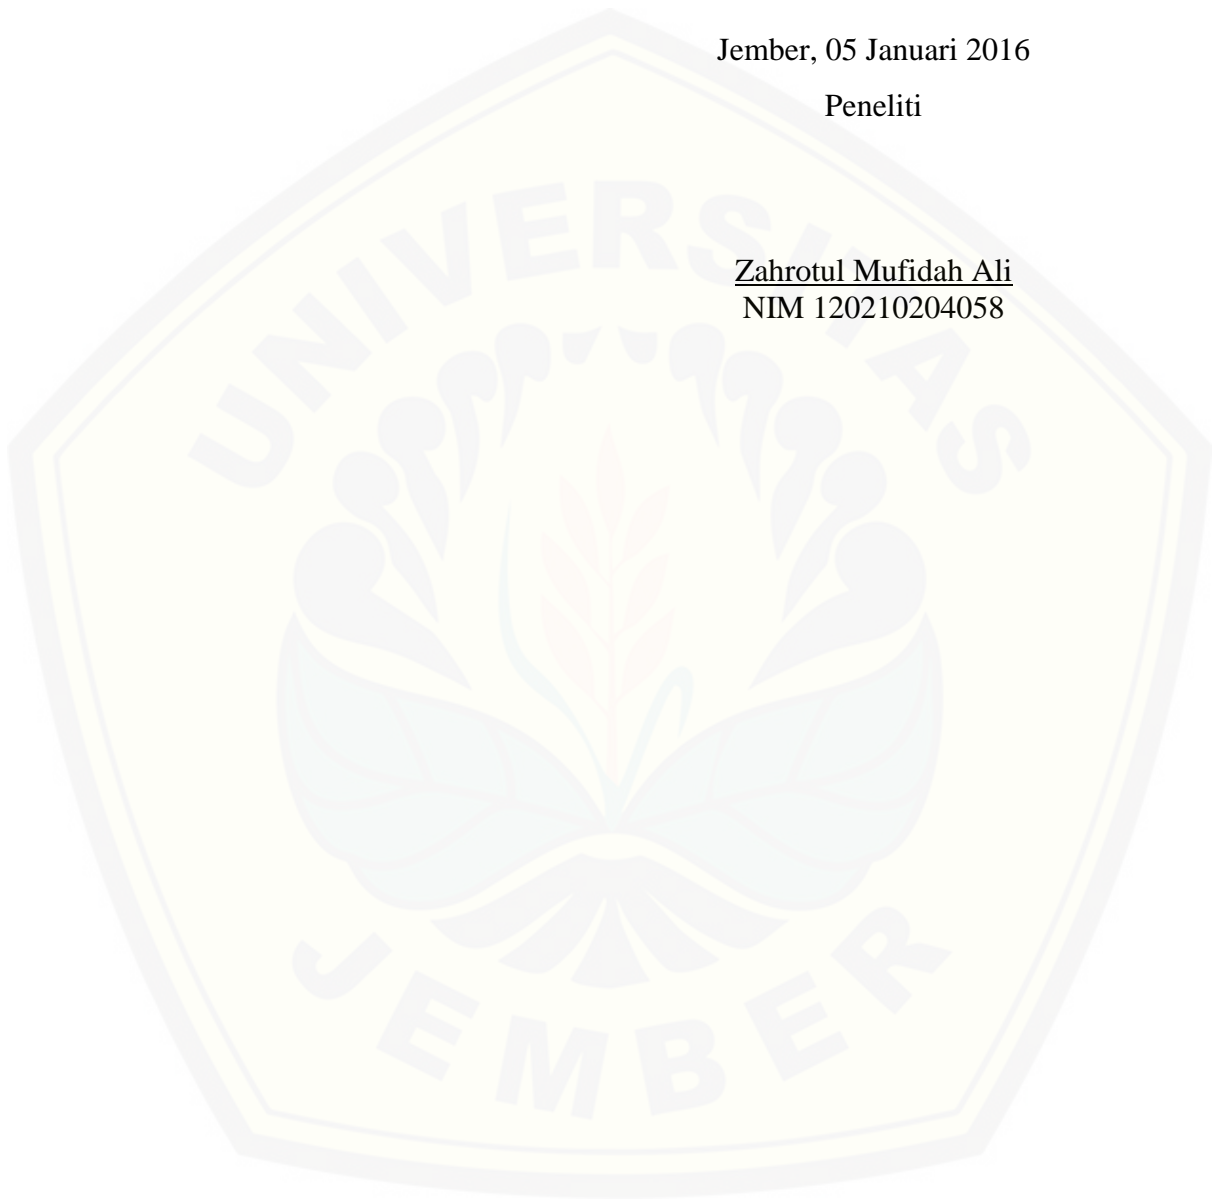 Jember, 05 Januari 2016
Peneliti
Zahrotul Mufidah Ali
NIM 120210204058
UNIVERSITAS
JEMBER